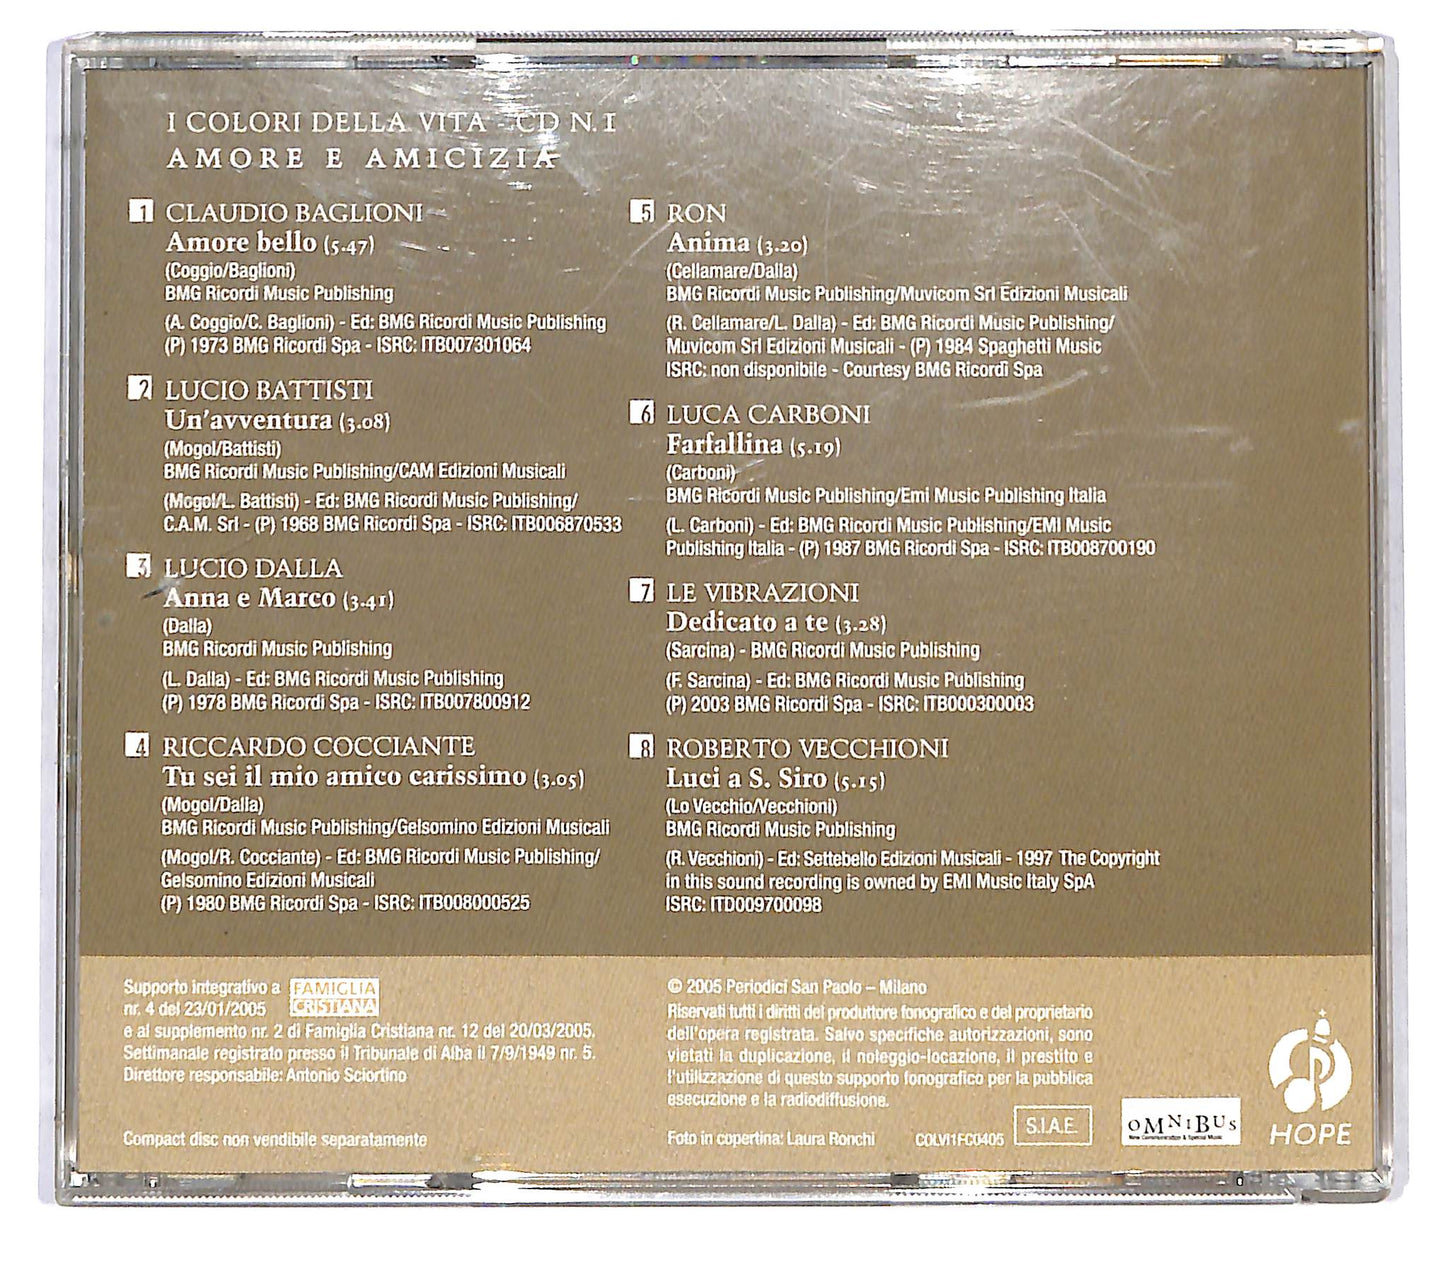 I COLORI DELLA VITA - CD N.1
AMORE E AMICIZIA
1 CLAUDIO BAGLIONI
Amore bello (5.47)
(Coggio/Baglioni)
BMG Ricordi Music Publishing
(A. Coggio/C. Baglioni) - Ed: BMG Ricordi Music Publishing
(P) 1973 BMG Ricordi Spa - ISRC: ITB007301064
2 LUCIO BATTISTI
Un'avventura (3.08)
(Mogol/Battisti)
BMG Ricordi Music Publishing/CAM Edizioni Musicali
(Mogol/L. Battisti) - Ed: BMG Ricordi Music Publishing/
C.A.M. Srl - (P) 1968 BMG Ricordi Spa - ISRC: ITB006870533
3 LUCIO DALLA
Anna e Marco (3.41)
(Dalla)
BMG Ricordi Music Publishing
(L. Dalla) - Ed: BMG Ricordi Music Publishing
(P) 1978 BMG Ricordi Spa - ISRC: ITB007800912
4 RICCARDO COCCIANTE
Tu sei il mio amico carissimo (3.05)
(Mogol/Dalla)
BMG Ricordi Music Publishing/Gelsomino Edizioni Musicali
(Mogol/R. Cocciante) - Ed: BMG Ricordi Music Publishing/
Gelsomino Edizioni Musicali
(P) 1980 BMG Ricordi Spa - ISRC: ITB008000525
5 RON
Anima (3.20)
(Cellamare/Dalla)
BMG Ricordi Music Publishing/Muvicom Srl Edizioni Musicali
(R. Cellamare/L. Dalla) - Ed: BMG Ricordi Music Publishing/
Muvicom Srl Edizioni Musicali - (P) 1984 Spaghetti Music
ISRC: non disponibile - Courtesy BMG Ricordi Spa
6 LUCA CARBONI
Farfallina (5.19)
(Carboni)
BMG Ricordi Music Publishing/Emi Music Publishing Italia
(L. Carboni) - Ed: BMG Ricordi Music Publishing/EMI Music
Publishing Italia - (P) 1987 BMG Ricordi Spa - ISRC: ITB008700190
7 LE VIBRAZIONI
Dedicato a te (3.28)
(Sarcina) - BMG Ricordi Music Publishing
(F. Sarcina) - Ed: BMG Ricordi Music Publishing
(P) 2003 BMG Ricordi Spa - ISRC: ITB000300003
8 ROBERTO VECCHIONI
Luci a S. Siro (5.15)
(Lo Vecchio/Vecchioni)
BMG Ricordi Music Publishing
(R. Vecchioni) - Ed: Settebello Edizioni Musicali - 1997 The Copyright
in this sound recording is owned by EMI Music Italy SpA
ISRC: ITD009700098
Supporto integrativo a FAMIGLIA CRISTIANA
nr. 4 del 23/01/2005
e al supplemento nr. 2 di Famiglia Cristiana nr. 12 del 20/03/2005.
Settimanale registrato presso il Tribunale di Alba il 7/9/1949 nr. 5.
Direttore responsabile: Antonio Sciortino
Compact disc non vendibile separatamente
© 2005 Periodici San Paolo – Milano
Riservati tutti i diritti del produttore fonografico e del proprietario
dell'opera registrata. Salvo specifiche autorizzazioni, sono
vietati la duplicazione, il noleggio-locazione, il prestito e
l'utilizzazione di questo supporto fonografico per la pubblica
esecuzione e la radiodiffusione.
Foto in copertina: Laura Ronchi
COLVI1FC0405
S.I.A.E.
OMNIBUS
New Communication & Special Music
HOPE